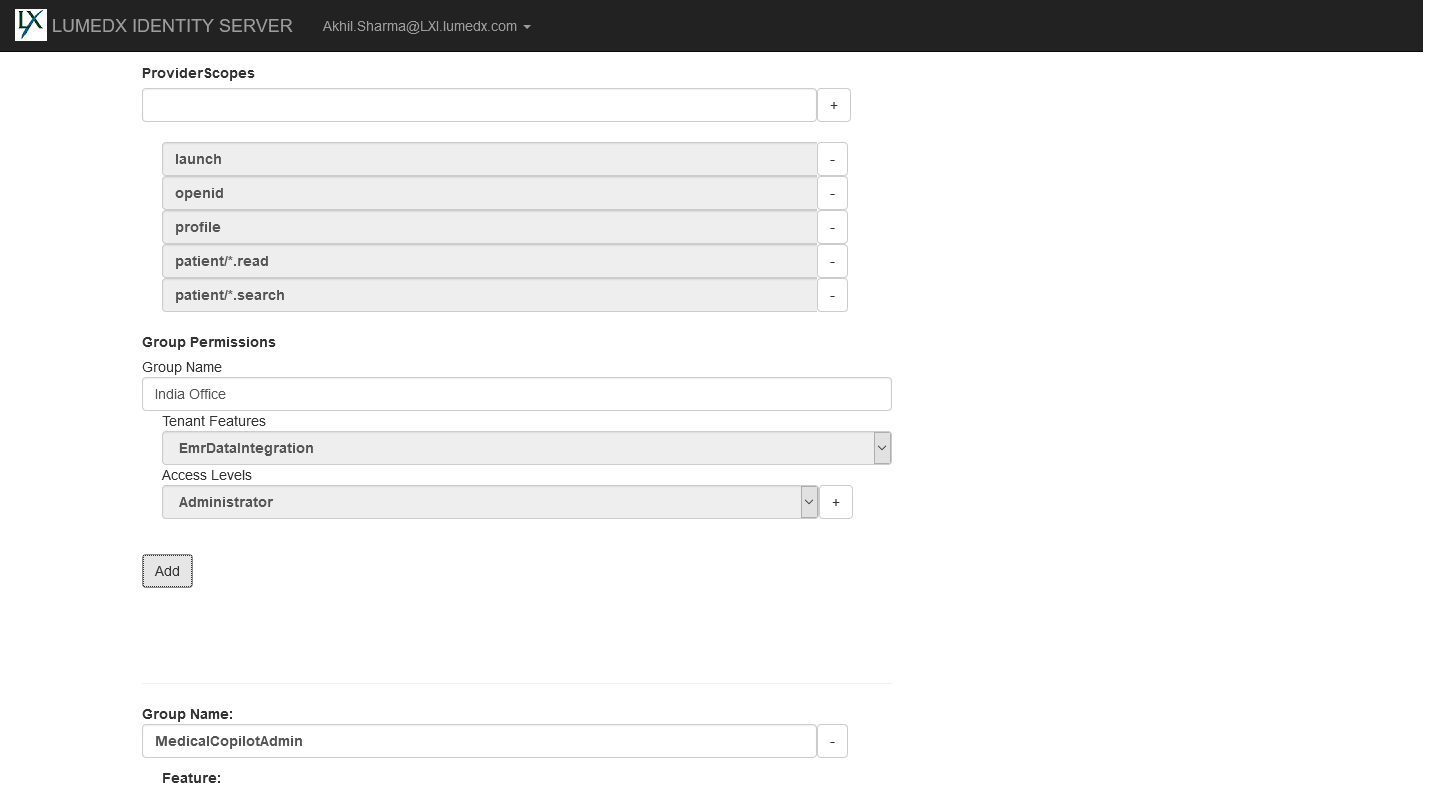 LX LUMEDX IDENTITY SERVER Akhil.Sharma@LXI.lumedx.com
ProviderScopes
+
launch -
openid -
profile -
patient/*.read -
patient/*.search -
Group Permissions
Group Name
India Office
Tenant Features
EmrDataIntegration
Access Levels
Administrator +
Add
Group Name:
MedicalCopilotAdmin -
Feature: